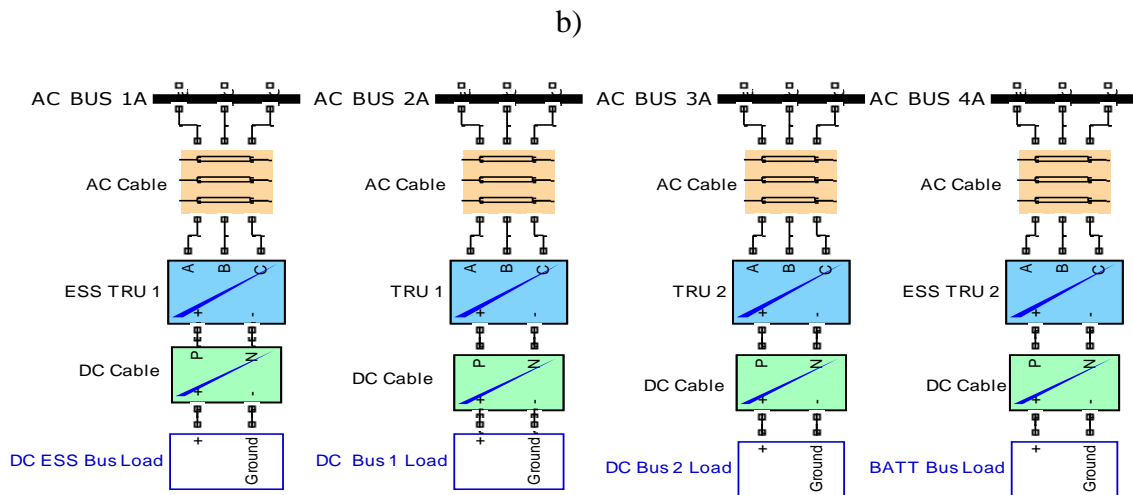 b)
AC BUS 1A AC BUS 2A AC BUS 3A AC BUS 4A
AC Cable AC Cable AC Cable AC Cable
A B C A B C A B C A B C
ESS TRU 1 TRU 1 TRU 2 ESS TRU 2
+ - + - + - + -
P N P N P N P N
DC Cable DC Cable DC Cable DC Cable
+ - + - + - + -
DC ESS Bus Load DC Bus 1 Load DC Bus 2 Load BATT Bus Load
+ Ground + Ground + Ground + Ground